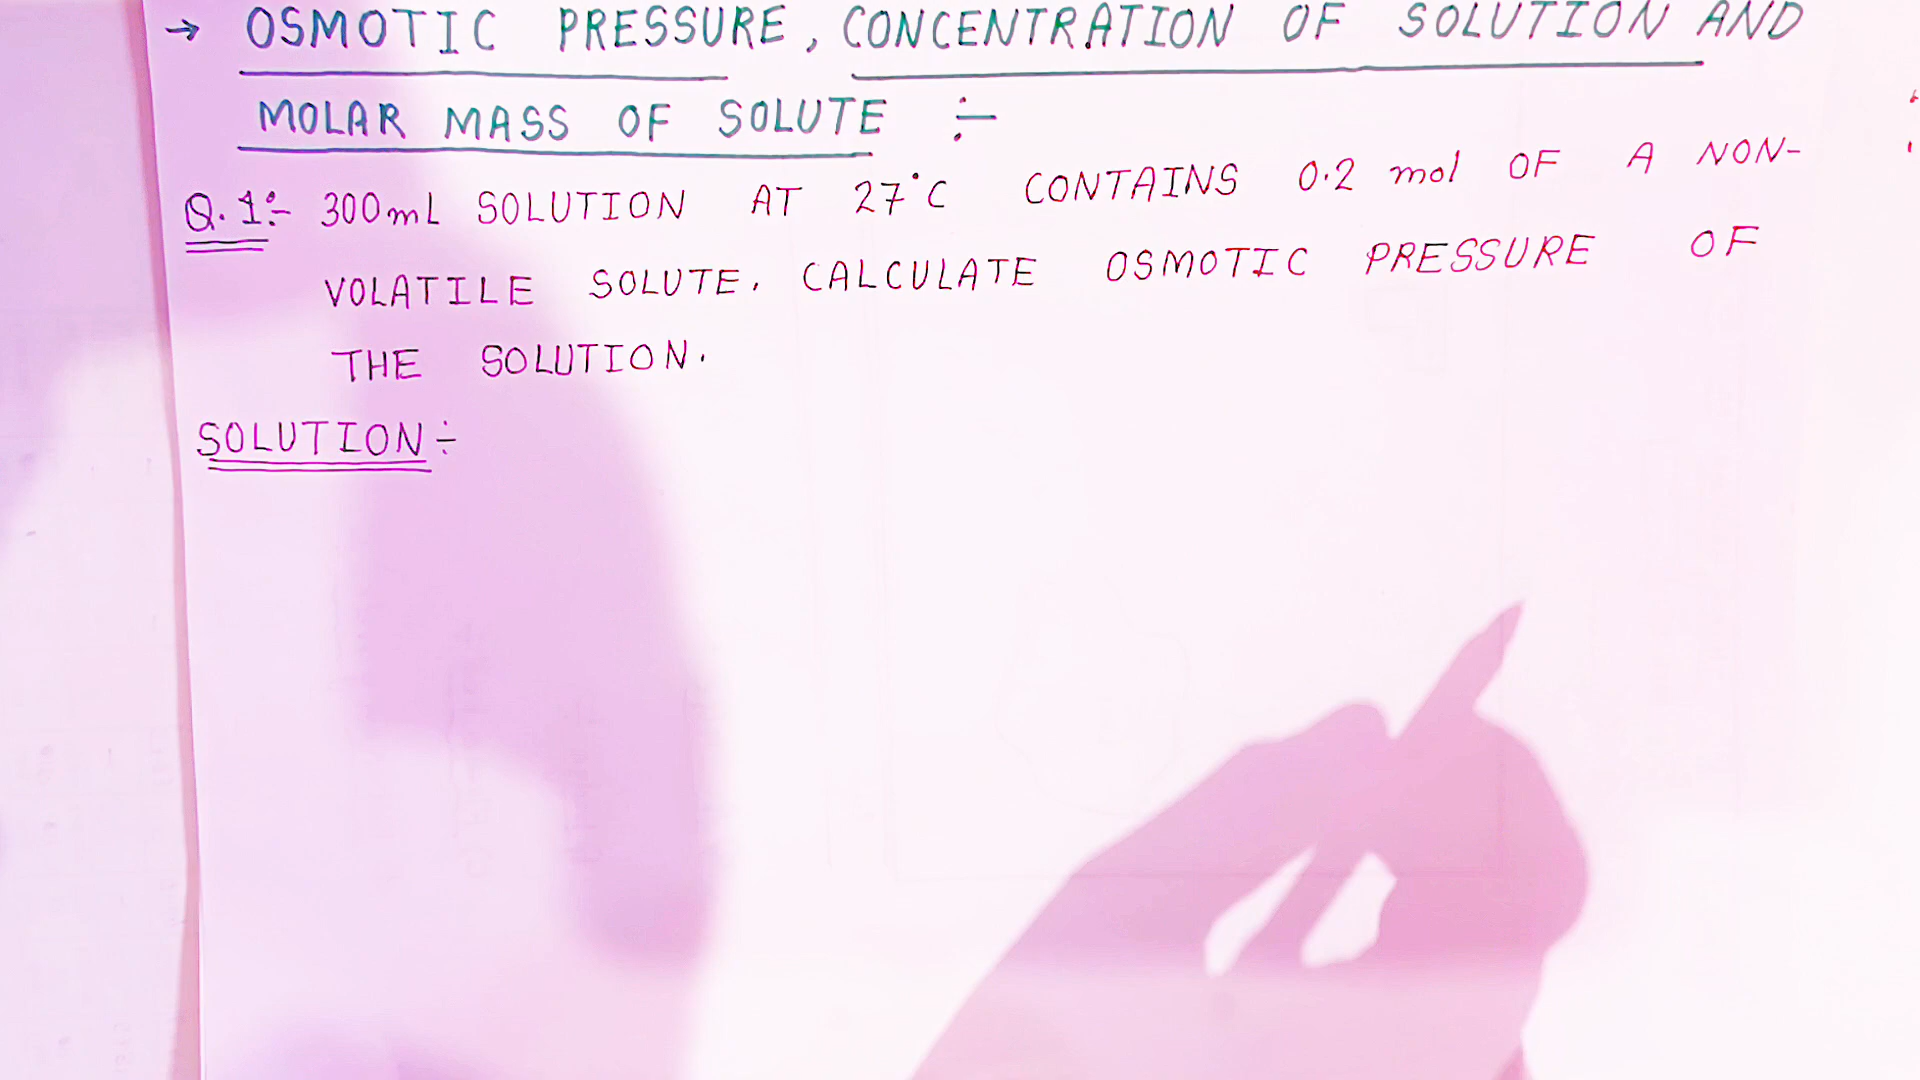 → OSMOTIC PRESSURE, CONCENTRATION OF SOLUTION AND
MOLAR MASS OF SOLUTE :-
Q.1:- 300mL SOLUTION AT 27°C CONTAINS 0.2 mol OF A NON-
VOLATILE SOLUTE. CALCULATE OSMOTIC PRESSURE OF
THE SOLUTION.
SOLUTION:-